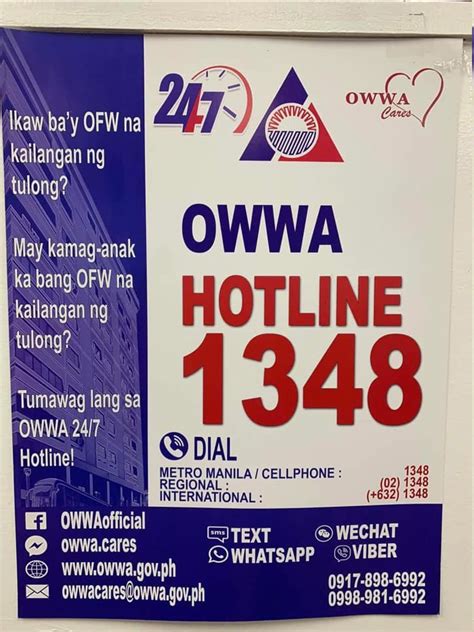 Ikaw ba'y OFW na
kailangan ng
tulong?
May kamag-anak
ka bang OFW na
kailangan ng
tulong?
Tumawag lang sa
OWWA 24/7
Hotline!
24/7
OWWA
Cares
OWWA
HOTLINE
1348
DIAL
METRO MANILA / CELLPHONE : 1348
REGIONAL : (02) 1348
INTERNATIONAL : (+632) 1348
OWWAofficial
owwa.cares
www.owwa.gov.ph
owwacares@owwa.gov.ph
sms TEXT
WECHAT
WHATSAPP
VIBER
0917-898-6992
0998-981-6992